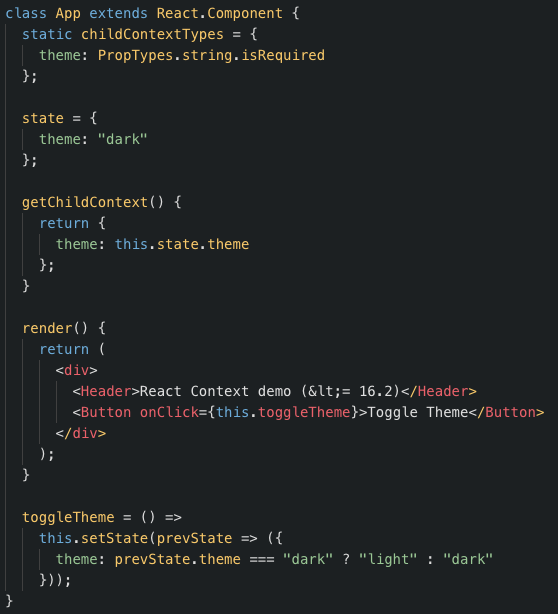 class App extends React.Component {
  static childContextTypes = {
    theme: PropTypes.string.isRequired
  };

  state = {
    theme: "dark"
  };

  getChildContext() {
    return {
      theme: this.state.theme
    };
  }

  render() {
    return (
      <div>
        <Header>React Context demo (&lt;= 16.2)</Header>
        <Button onClick={this.toggleTheme}>Toggle Theme</Button>
      </div>
    );
  }

  toggleTheme = () =>
    this.setState(prevState => ({
      theme: prevState.theme === "dark" ? "light" : "dark"
    }));
}